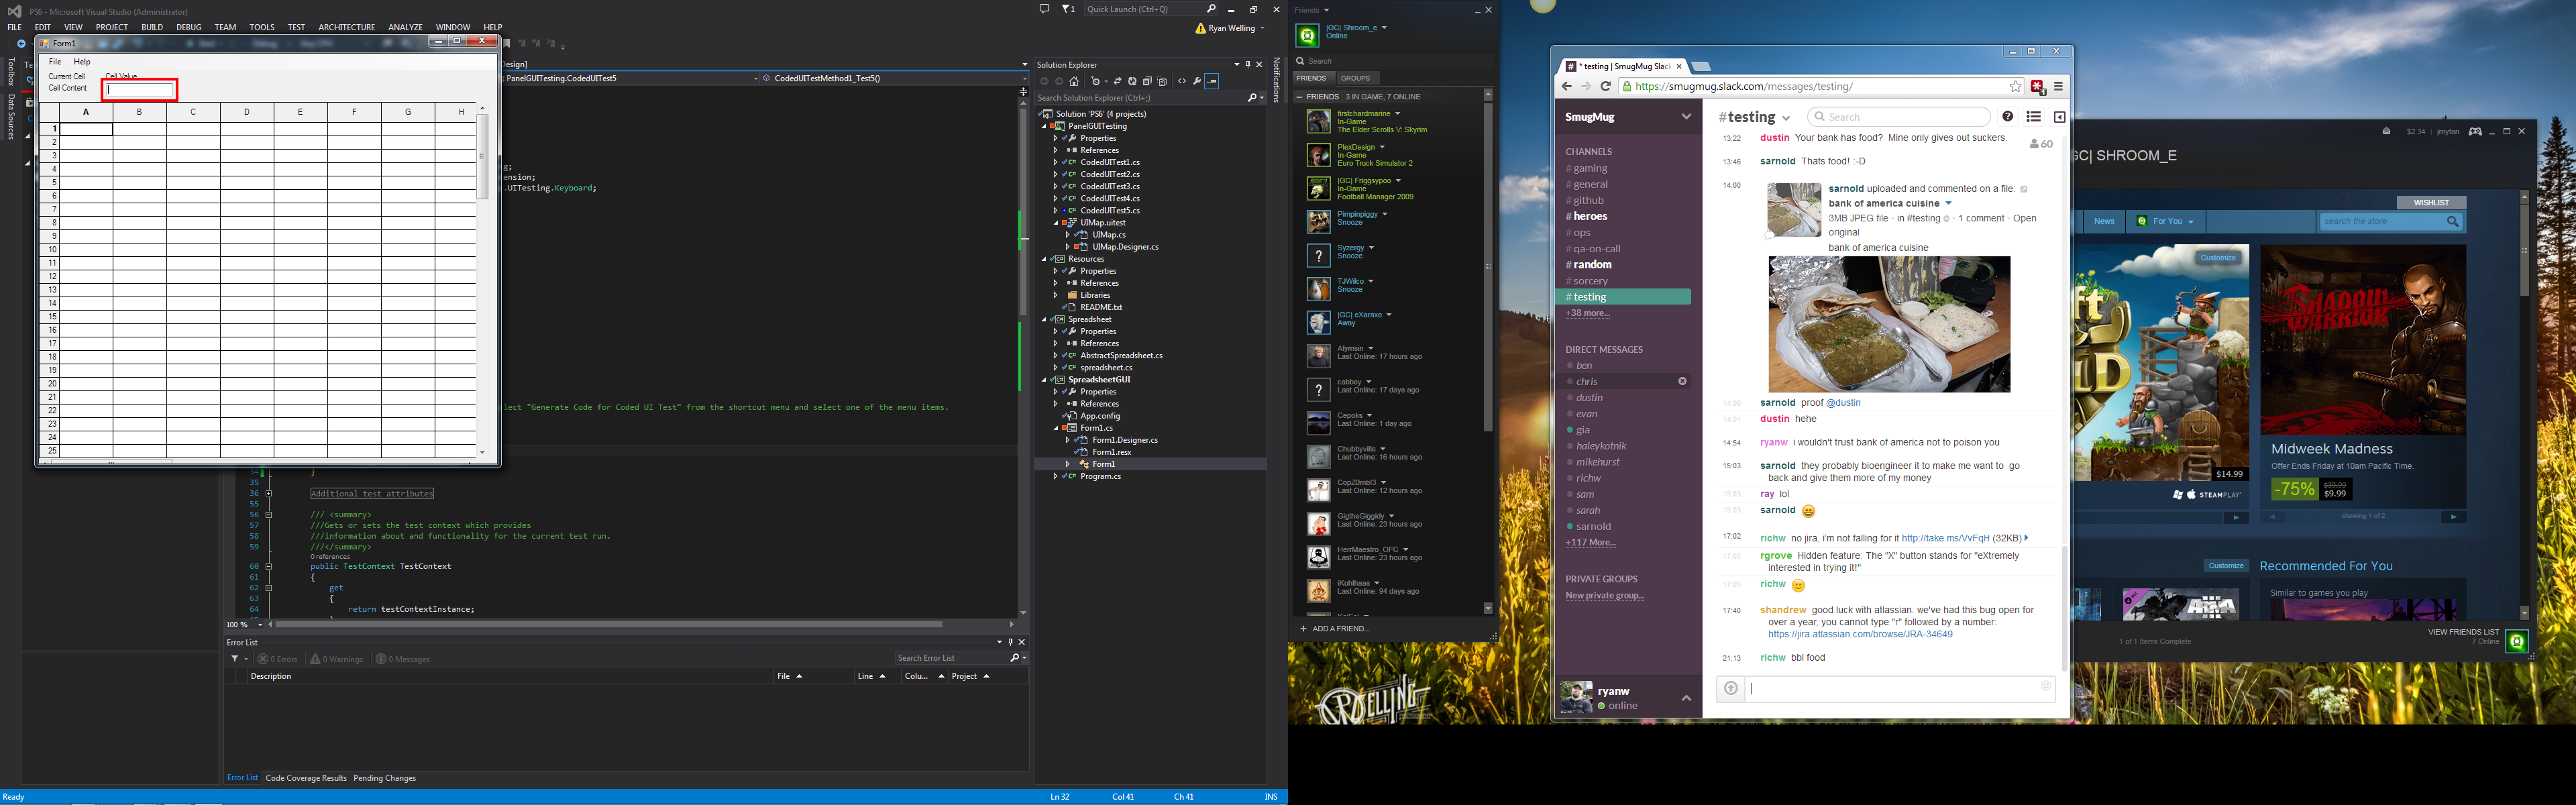 PS6 - Microsoft Visual Studio (Administrator)
1
Quick Launch (Ctrl+Q)
FILE EDIT VIEW PROJECT BUILD DEBUG TEAM TOOLS TEST ARCHITECTURE ANALYZE WINDOW HELP
Ryan Welling
Toolbox
Data Sources
Form1
File Help
Current Cell Cell Value
Cell Content
A B C D E F G H
1
2
3
4
5
6
7
8
9
10
11
12
13
14
15
16
17
18
19
20
21
22
23
24
25
PanelGUITesting.CodedUITest5
CodedUITestMethod1_Test5()
.UITesting.Keyboard;
lect "Generate Code for Coded UI Test" from the shortcut menu and select one of the menu items.
35 }
36 Additional test attributes
55
56 /// <summary>
57 ///Gets or sets the test context which provides
58 ///information about and functionality for the current test run.
59 ///</summary>
0 references
60 public TestContext TestContext
61 {
62 get
63 {
64 return testContextInstance;
100 %
Error List
0 Errors 0 Warnings 0 Messages
Search Error List
Description File Line Colu... Project
Error List Code Coverage Results Pending Changes
Ready Ln 32 Col 41 Ch 41 INS
Solution Explorer
Search Solution Explorer (Ctrl+;)
Solution 'PS6' (4 projects)
PanelGUITesting
Properties
References
CodedUITest1.cs
CodedUITest2.cs
CodedUITest3.cs
CodedUITest4.cs
CodedUITest5.cs
UIMap.uitest
UIMap.cs
UIMap.Designer.cs
Resources
Properties
References
Libraries
README.txt
Spreadsheet
Properties
References
AbstractSpreadsheet.cs
spreadsheet.cs
SpreadsheetGUI
Properties
References
App.config
Form1.cs
Form1.Designer.cs
Form1.resx
Form1
Program.cs
Notifications
Friends
|GC| Shroom_e
Online
Search
FRIENDS GROUPS
FRIENDS 3 IN GAME, 7 ONLINE
firstchardmarine
In-Game
The Elder Scrolls V: Skyrim
PlexDesign
In-Game
Euro Truck Simulator 2
|GC| Friggsypoo
In-Game
Football Manager 2009
Pimpinpiggy
Snooze
Syzergy
Snooze
TJWilco
Snooze
|GC| eXaraxe
Away
Alymsin
Last Online: 17 hours ago
cabbey
Last Online: 17 days ago
Cepoks
Last Online: 1 day ago
Chubbyville
Last Online: 16 hours ago
CopZ0mb!3
Last Online: 12 hours ago
GigtheGiggidy
Last Online: 23 hours ago
HerrMaestro_OFC
Last Online: 23 hours ago
iKohlhaas
Last Online: 94 days ago
+ ADD A FRIEND...
* testing | SmugMug Slack
https://smugmug.slack.com/messages/testing/
SmugMug
CHANNELS
# gaming
# general
# github
# heroes
# ops
# qa-on-call
# random
# sorcery
# testing
+38 more...
DIRECT MESSAGES
ben
chris
dustin
evan
gia
haleykotnik
mikehurst
richw
sam
sarah
sarnold
+117 More...
PRIVATE GROUPS
New private group...
ryanw
online
#testing
Search
60
13:22 dustin Your bank has food? Mine only gives out suckers.
13:46 sarnold Thats food! :-D
14:00 sarnold uploaded and commented on a file:
bank of america cuisine
3MB JPEG file · in #testing · 1 comment · Open
original
bank of america cuisine
14:00 sarnold proof @dustin
14:01 dustin hehe
14:54 ryanw i wouldn't trust bank of america not to poison you
15:03 sarnold they probably bioengineer it to make me want to go
back and give them more of my money
15:03 ray lol
15:03 sarnold
17:02 richw no jira, i'm not falling for it http://take.ms/VvFqH (32KB)
17:03 rgrove Hidden feature: The "X" button stands for "eXtremely
interested in trying it!"
17:05 richw
17:40 shandrew good luck with atlassian. we've had this bug open for
over a year, you cannot type "r" followed by a number:
https://jira.atlassian.com/browse/JRA-34649
21:13 richw bbl food
$2.34 jmyfan
GC| SHROOM_E
WISHLIST
News For You search the store
Customize
$14.99
STEAMPLAY
SHADOW
WARRIOR
Midweek Madness
Offer Ends Friday at 10am Pacific Time.
-75% $39.99
$9.99
showing 1 of 2
Customize
Recommended For You
Similar to games you play
ARMA
1 of 1 Items Complete
VIEW FRIENDS LIST
7 Online